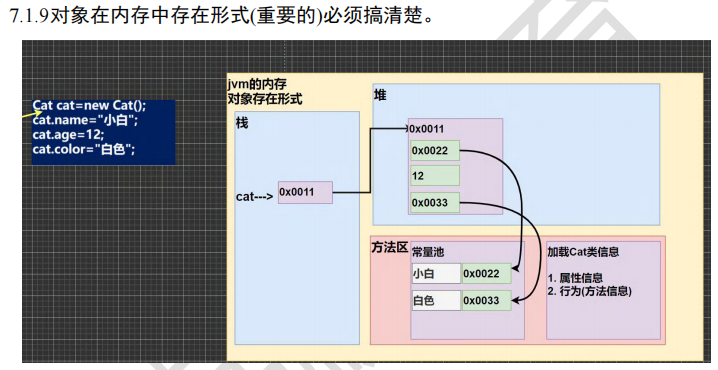 7.1.9对象在内存中存在形式(重要的)必须搞清楚。
Cat cat=new Cat();
cat.name="小白";
cat.age=12;
cat.color="白色";
jvm的内存
对象存在形式
栈
cat---> 0x0011
堆
0x0011
0x0022
12
0x0033
方法区
常量池
小白 0x0022
白色 0x0033
加载Cat类信息
1. 属性信息
2. 行为(方法信息)